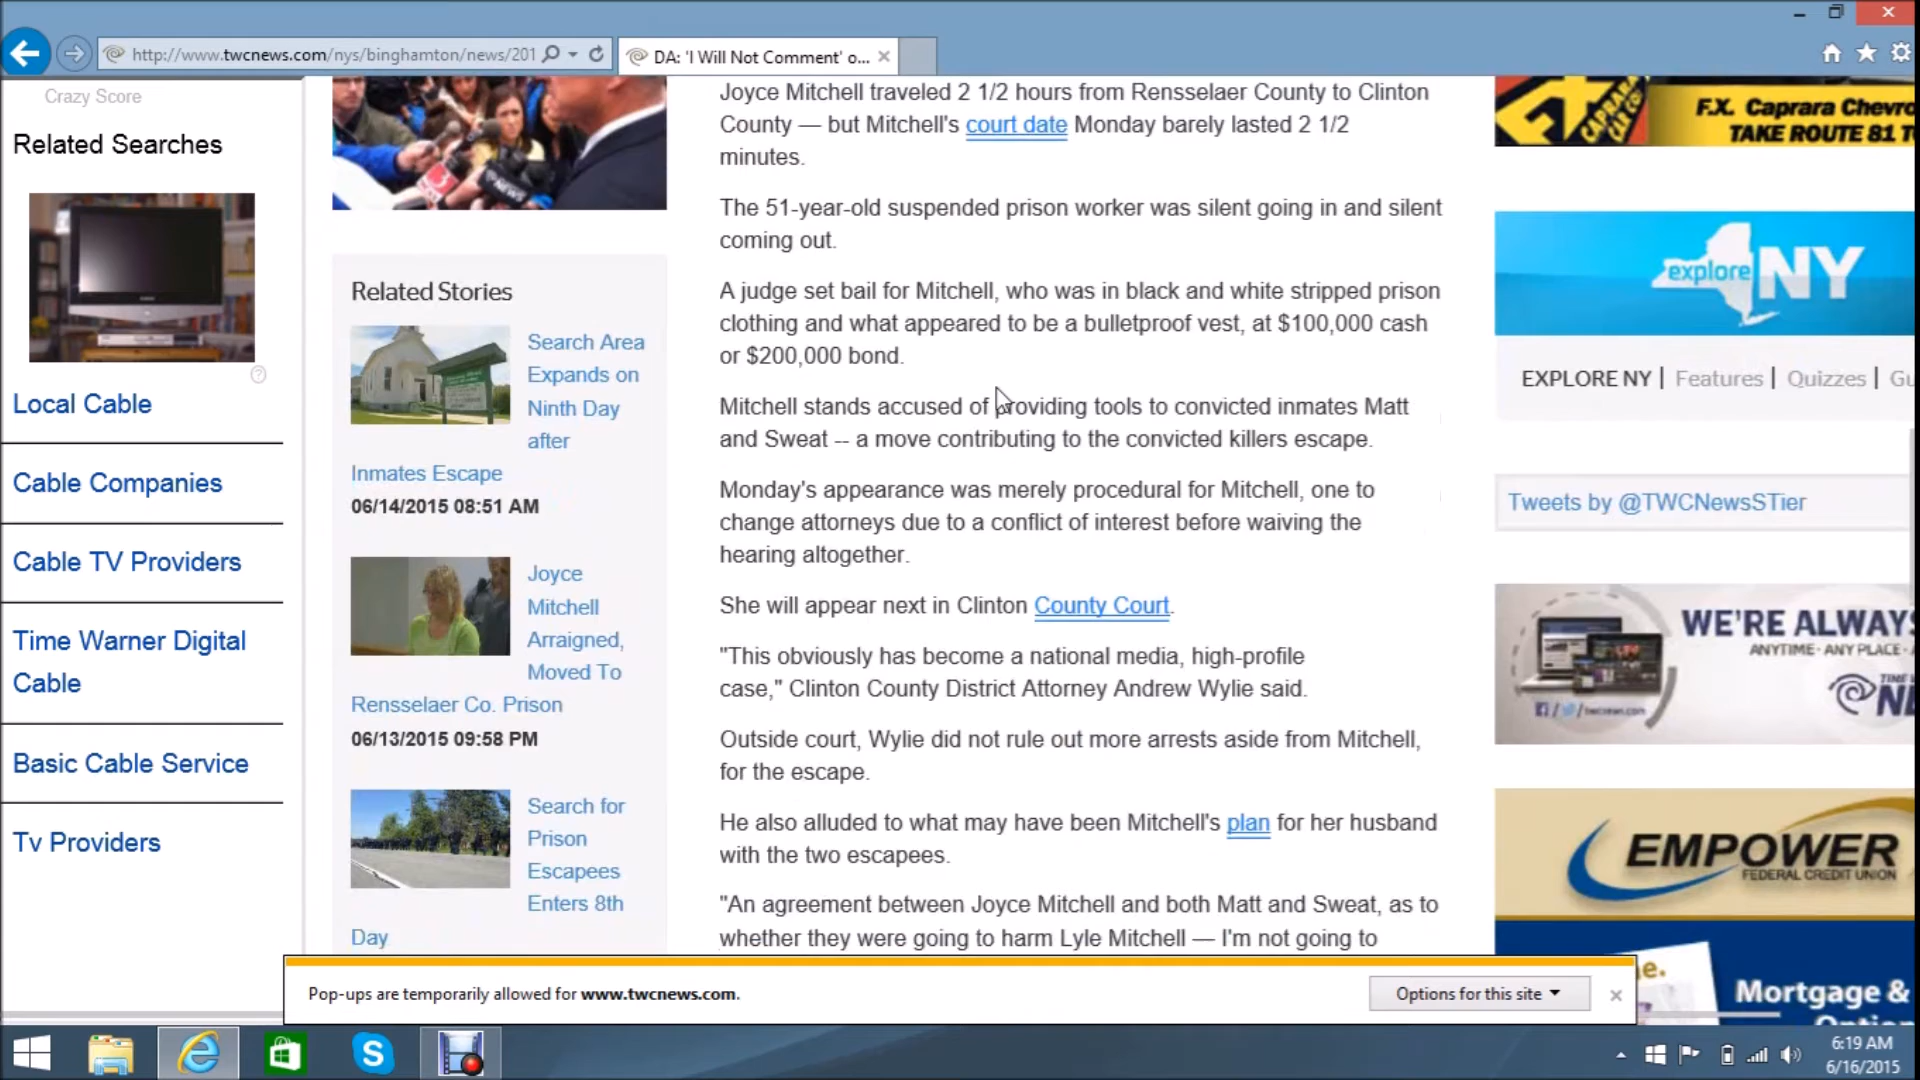 http://www.twcnews.com/nys/binghamton/news/201
DA: 'I Will Not Comment' o...
Crazy Score
Related Searches
Local Cable
Cable Companies
Cable TV Providers
Time Warner Digital
Cable
Basic Cable Service
Tv Providers
Related Stories
Search Area
Expands on
Ninth Day
after
Inmates Escape
06/14/2015 08:51 AM
Joyce
Mitchell
Arraigned,
Moved To
Rensselaer Co. Prison
06/13/2015 09:58 PM
Search for
Prison
Escapees
Enters 8th
Day
Joyce Mitchell traveled 2 1/2 hours from Rensselaer County to Clinton
County — but Mitchell's court date Monday barely lasted 2 1/2
minutes.
The 51-year-old suspended prison worker was silent going in and silent
coming out.
A judge set bail for Mitchell, who was in black and white stripped prison
clothing and what appeared to be a bulletproof vest, at $100,000 cash
or $200,000 bond.
Mitchell stands accused of providing tools to convicted inmates Matt
and Sweat -- a move contributing to the convicted killers escape.
Monday's appearance was merely procedural for Mitchell, one to
change attorneys due to a conflict of interest before waiving the
hearing altogether.
She will appear next in Clinton County Court.
"This obviously has become a national media, high-profile
case," Clinton County District Attorney Andrew Wylie said.
Outside court, Wylie did not rule out more arrests aside from Mitchell,
for the escape.
He also alluded to what may have been Mitchell's plan for her husband
with the two escapees.
"An agreement between Joyce Mitchell and both Matt and Sweat, as to
whether they were going to harm Lyle Mitchell — I'm not going to
F.X. Caprara Chevro
TAKE ROUTE 81 T
explore NY
EXPLORE NY | Features | Quizzes | Gu
Tweets by @TWCNewsSTier
WE'RE ALWAYS
ANYTIME · ANY PLACE ·
EMPOWER
FEDERAL CREDIT UNION
e.
Mortgage &
Option
Pop-ups are temporarily allowed for www.twcnews.com.
Options for this site
6:19 AM
6/16/2015